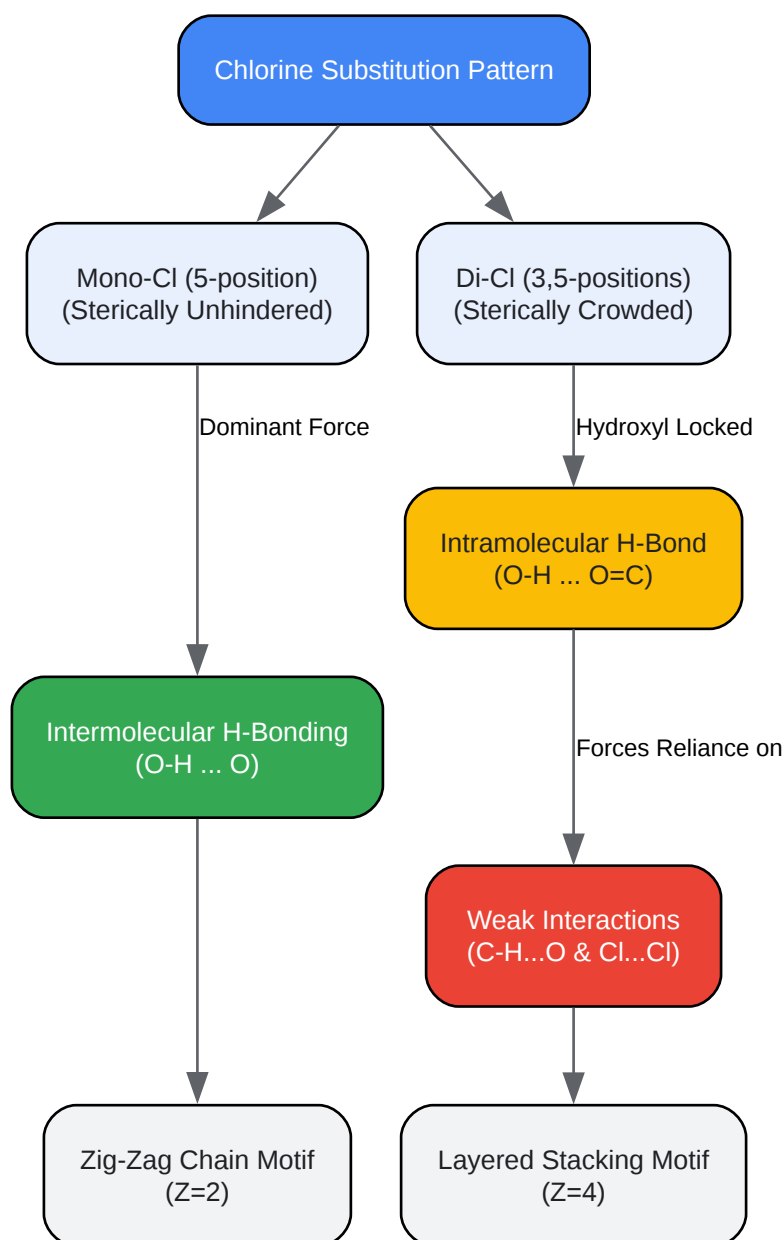 Chlorine Substitution Pattern
Mono-Cl (5-position)
(Sterically Unhindered)
Di-Cl (3,5-positions)
(Sterically Crowded)
Dominant Force
Hydroxyl Locked
Intramolecular H-Bond
(O-H ... O=C)
Intermolecular H-Bonding
(O-H ... O)
Forces Reliance on
Weak Interactions
(C-H...O & Cl...Cl)
Zig-Zag Chain Motif
(Z=2)
Layered Stacking Motif
(Z=4)